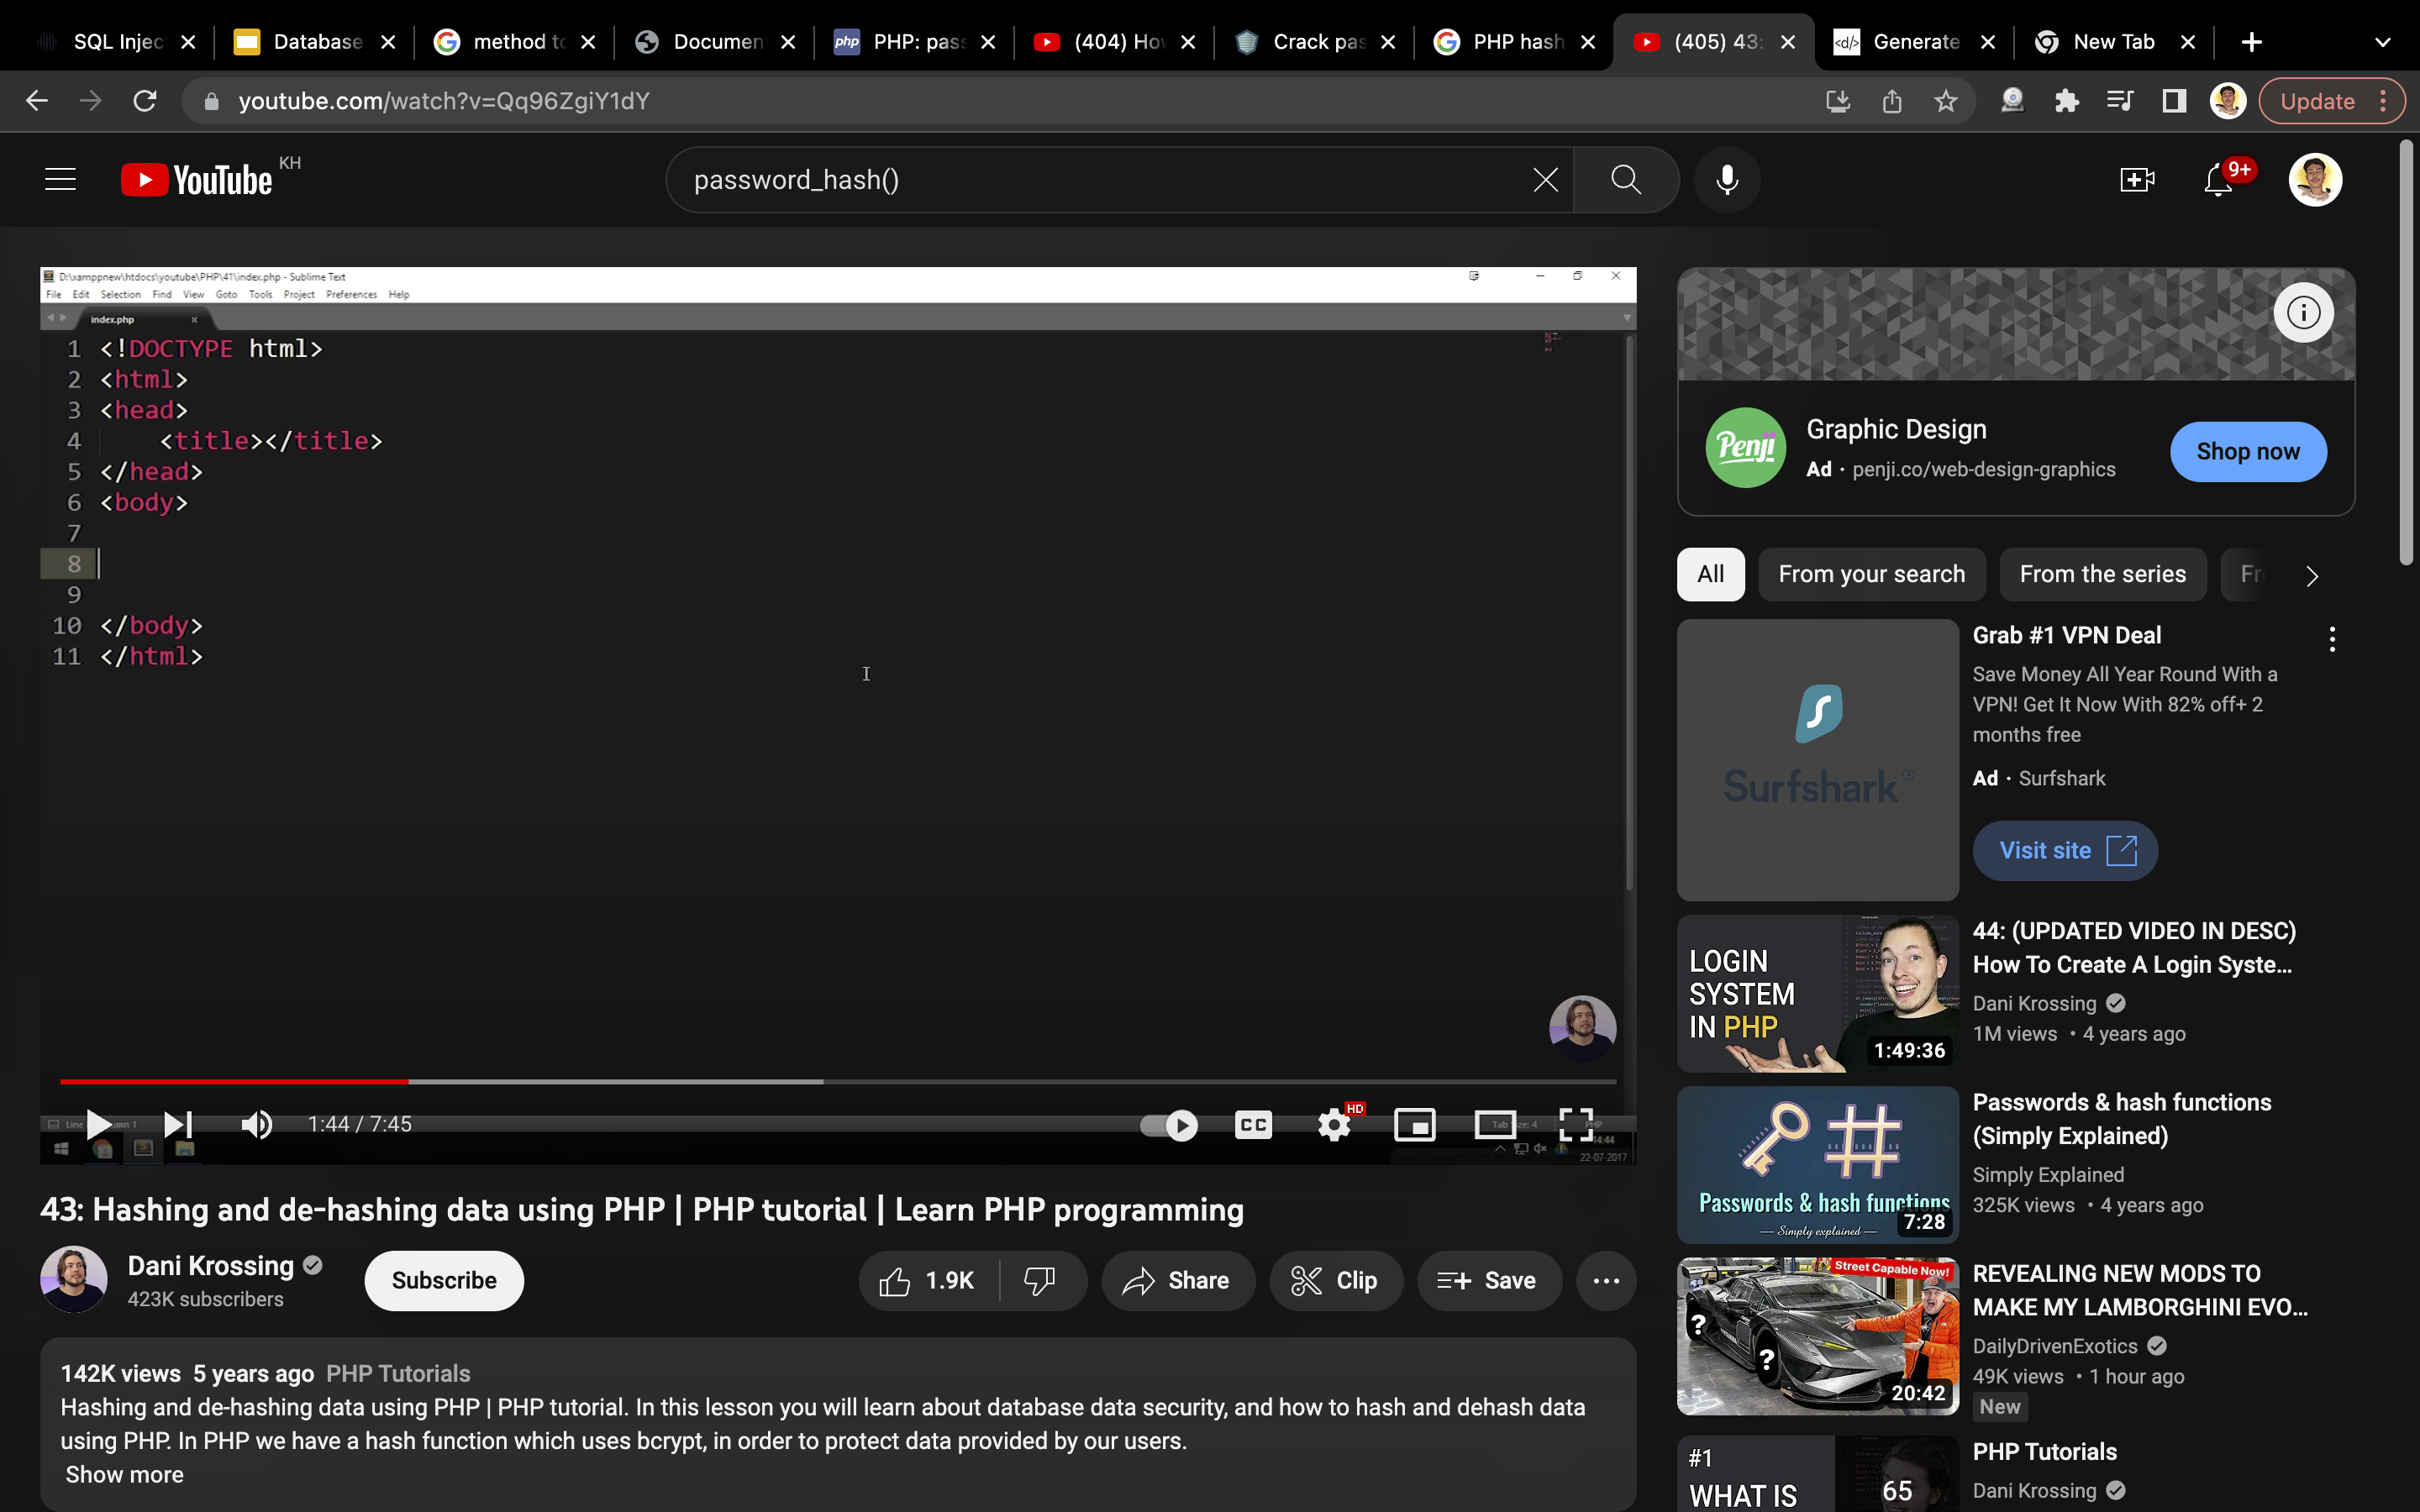 SQL Injec
Database
method to
Documen
php PHP: pass
(404) Hov
Crack pas
PHP hash
(405) 43:
</> Generate
New Tab
youtube.com/watch?v=Qq96ZgiY1dY
Update
YouTube KH
password_hash()
9+
D:\xamppnew\htdocs\youtube\PHP\41\index.php - Sublime Text
File Edit Selection Find View Goto Tools Project Preferences Help
index.php
1 <!DOCTYPE html>
2 <html>
3 <head>
4 <title></title>
5 </head>
6 <body>
7
8
9
10 </body>
11 </html>
1:44 / 7:45
CC
HD
Tab
PHP
14:44
22-07-2017
43: Hashing and de-hashing data using PHP | PHP tutorial | Learn PHP programming
Dani Krossing
423K subscribers
Subscribe
1.9K
Share
Clip
Save
142K views 5 years ago PHP Tutorials
Hashing and de-hashing data using PHP | PHP tutorial. In this lesson you will learn about database data security, and how to hash and dehash data
using PHP. In PHP we have a hash function which uses bcrypt, in order to protect data provided by our users.
Show more
Penji
Graphic Design
Ad · penji.co/web-design-graphics
Shop now
All
From your search
From the series
Surfshark®
Grab #1 VPN Deal
Save Money All Year Round With a
VPN! Get It Now With 82% off+ 2
months free
Ad · Surfshark
Visit site
LOGIN
SYSTEM
IN PHP
1:49:36
44: (UPDATED VIDEO IN DESC)
How To Create A Login Syste...
Dani Krossing
1M views • 4 years ago
Passwords & hash functions
— Simply explained —
7:28
Passwords & hash functions
(Simply Explained)
Simply Explained
325K views • 4 years ago
Street Capable Now!
?
?
20:42
REVEALING NEW MODS TO
MAKE MY LAMBORGHINI EVO...
DailyDrivenExotics
49K views • 1 hour ago
New
#1
WHAT IS
65
PHP Tutorials
Dani Krossing